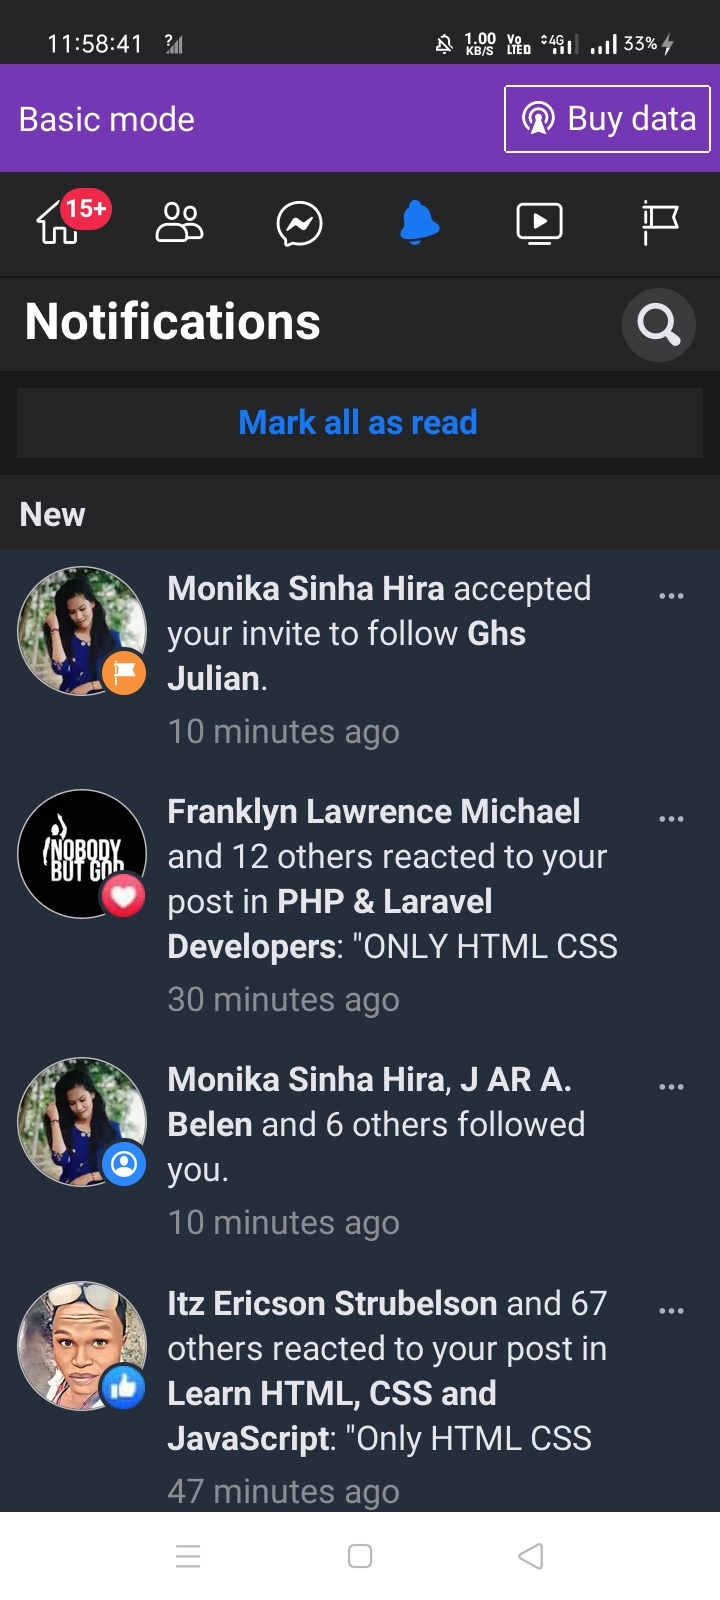 11:58:41 ? 1.00 KB/S Vo LTED 4G 33%
Basic mode
Buy data
15+
Notifications
Mark all as read
New
Monika Sinha Hira accepted
your invite to follow Ghs
Julian.
10 minutes ago
NOBODY
BUT GOD
Franklyn Lawrence Michael
and 12 others reacted to your
post in PHP & Laravel
Developers: "ONLY HTML CSS
30 minutes ago
Monika Sinha Hira, J AR A.
Belen and 6 others followed
you.
10 minutes ago
Itz Ericson Strubelson and 67
others reacted to your post in
Learn HTML, CSS and
JavaScript: "Only HTML CSS
47 minutes ago